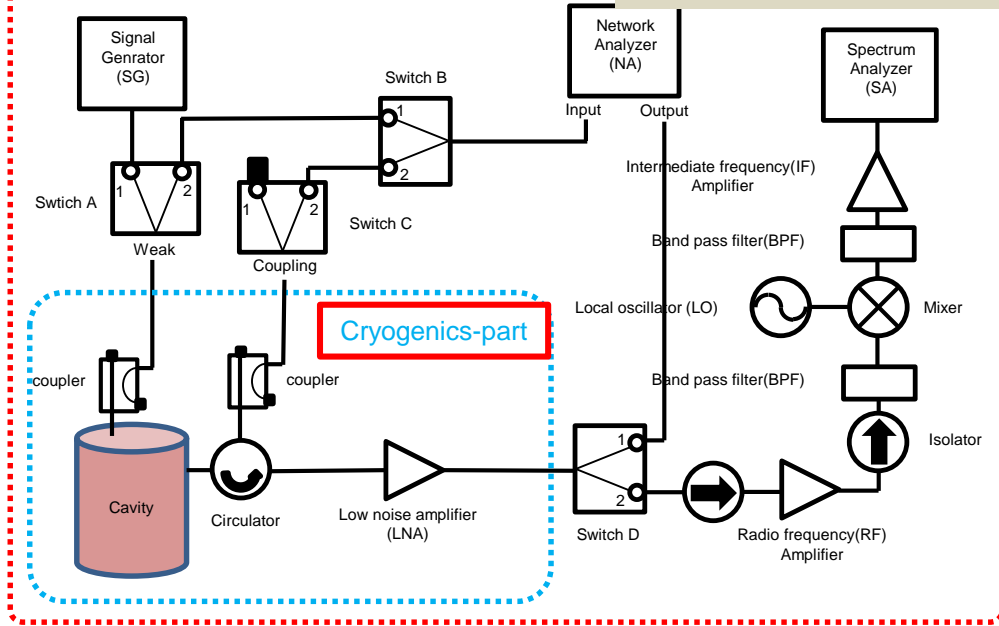 Signal
Genrator
(SG)
Network
Analyzer
(NA)
Spectrum
Analyzer
(SA)
Switch B
Input
Output
1
2
Intermediate frequency(IF)
Amplifier
1
2
Swtich A
1
2
Switch C
Weak
Coupling
Band pass filter(BPF)
Local oscillator (LO)
Mixer
Cryogenics-part
coupler
coupler
Band pass filter(BPF)
Isolator
1
2
Cavity
Circulator
Low noise amplifier
(LNA)
Switch D
Radio frequency(RF)
Amplifier